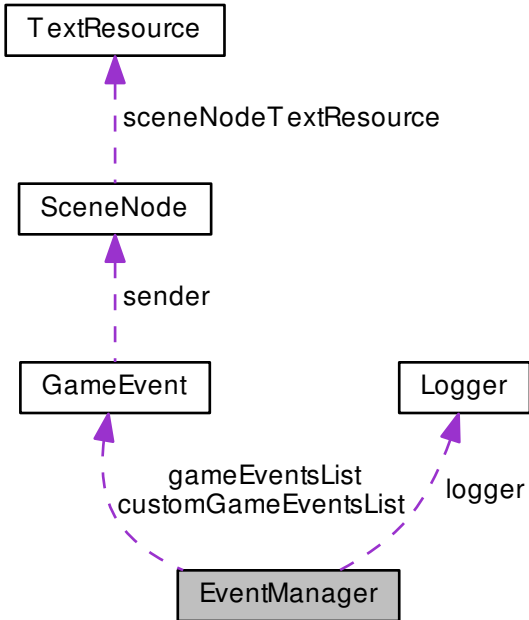 TextResource
sceneNodeTextResource
SceneNode
sender
GameEvent
Logger
gameEventsList
customGameEventsList
logger
EventManager